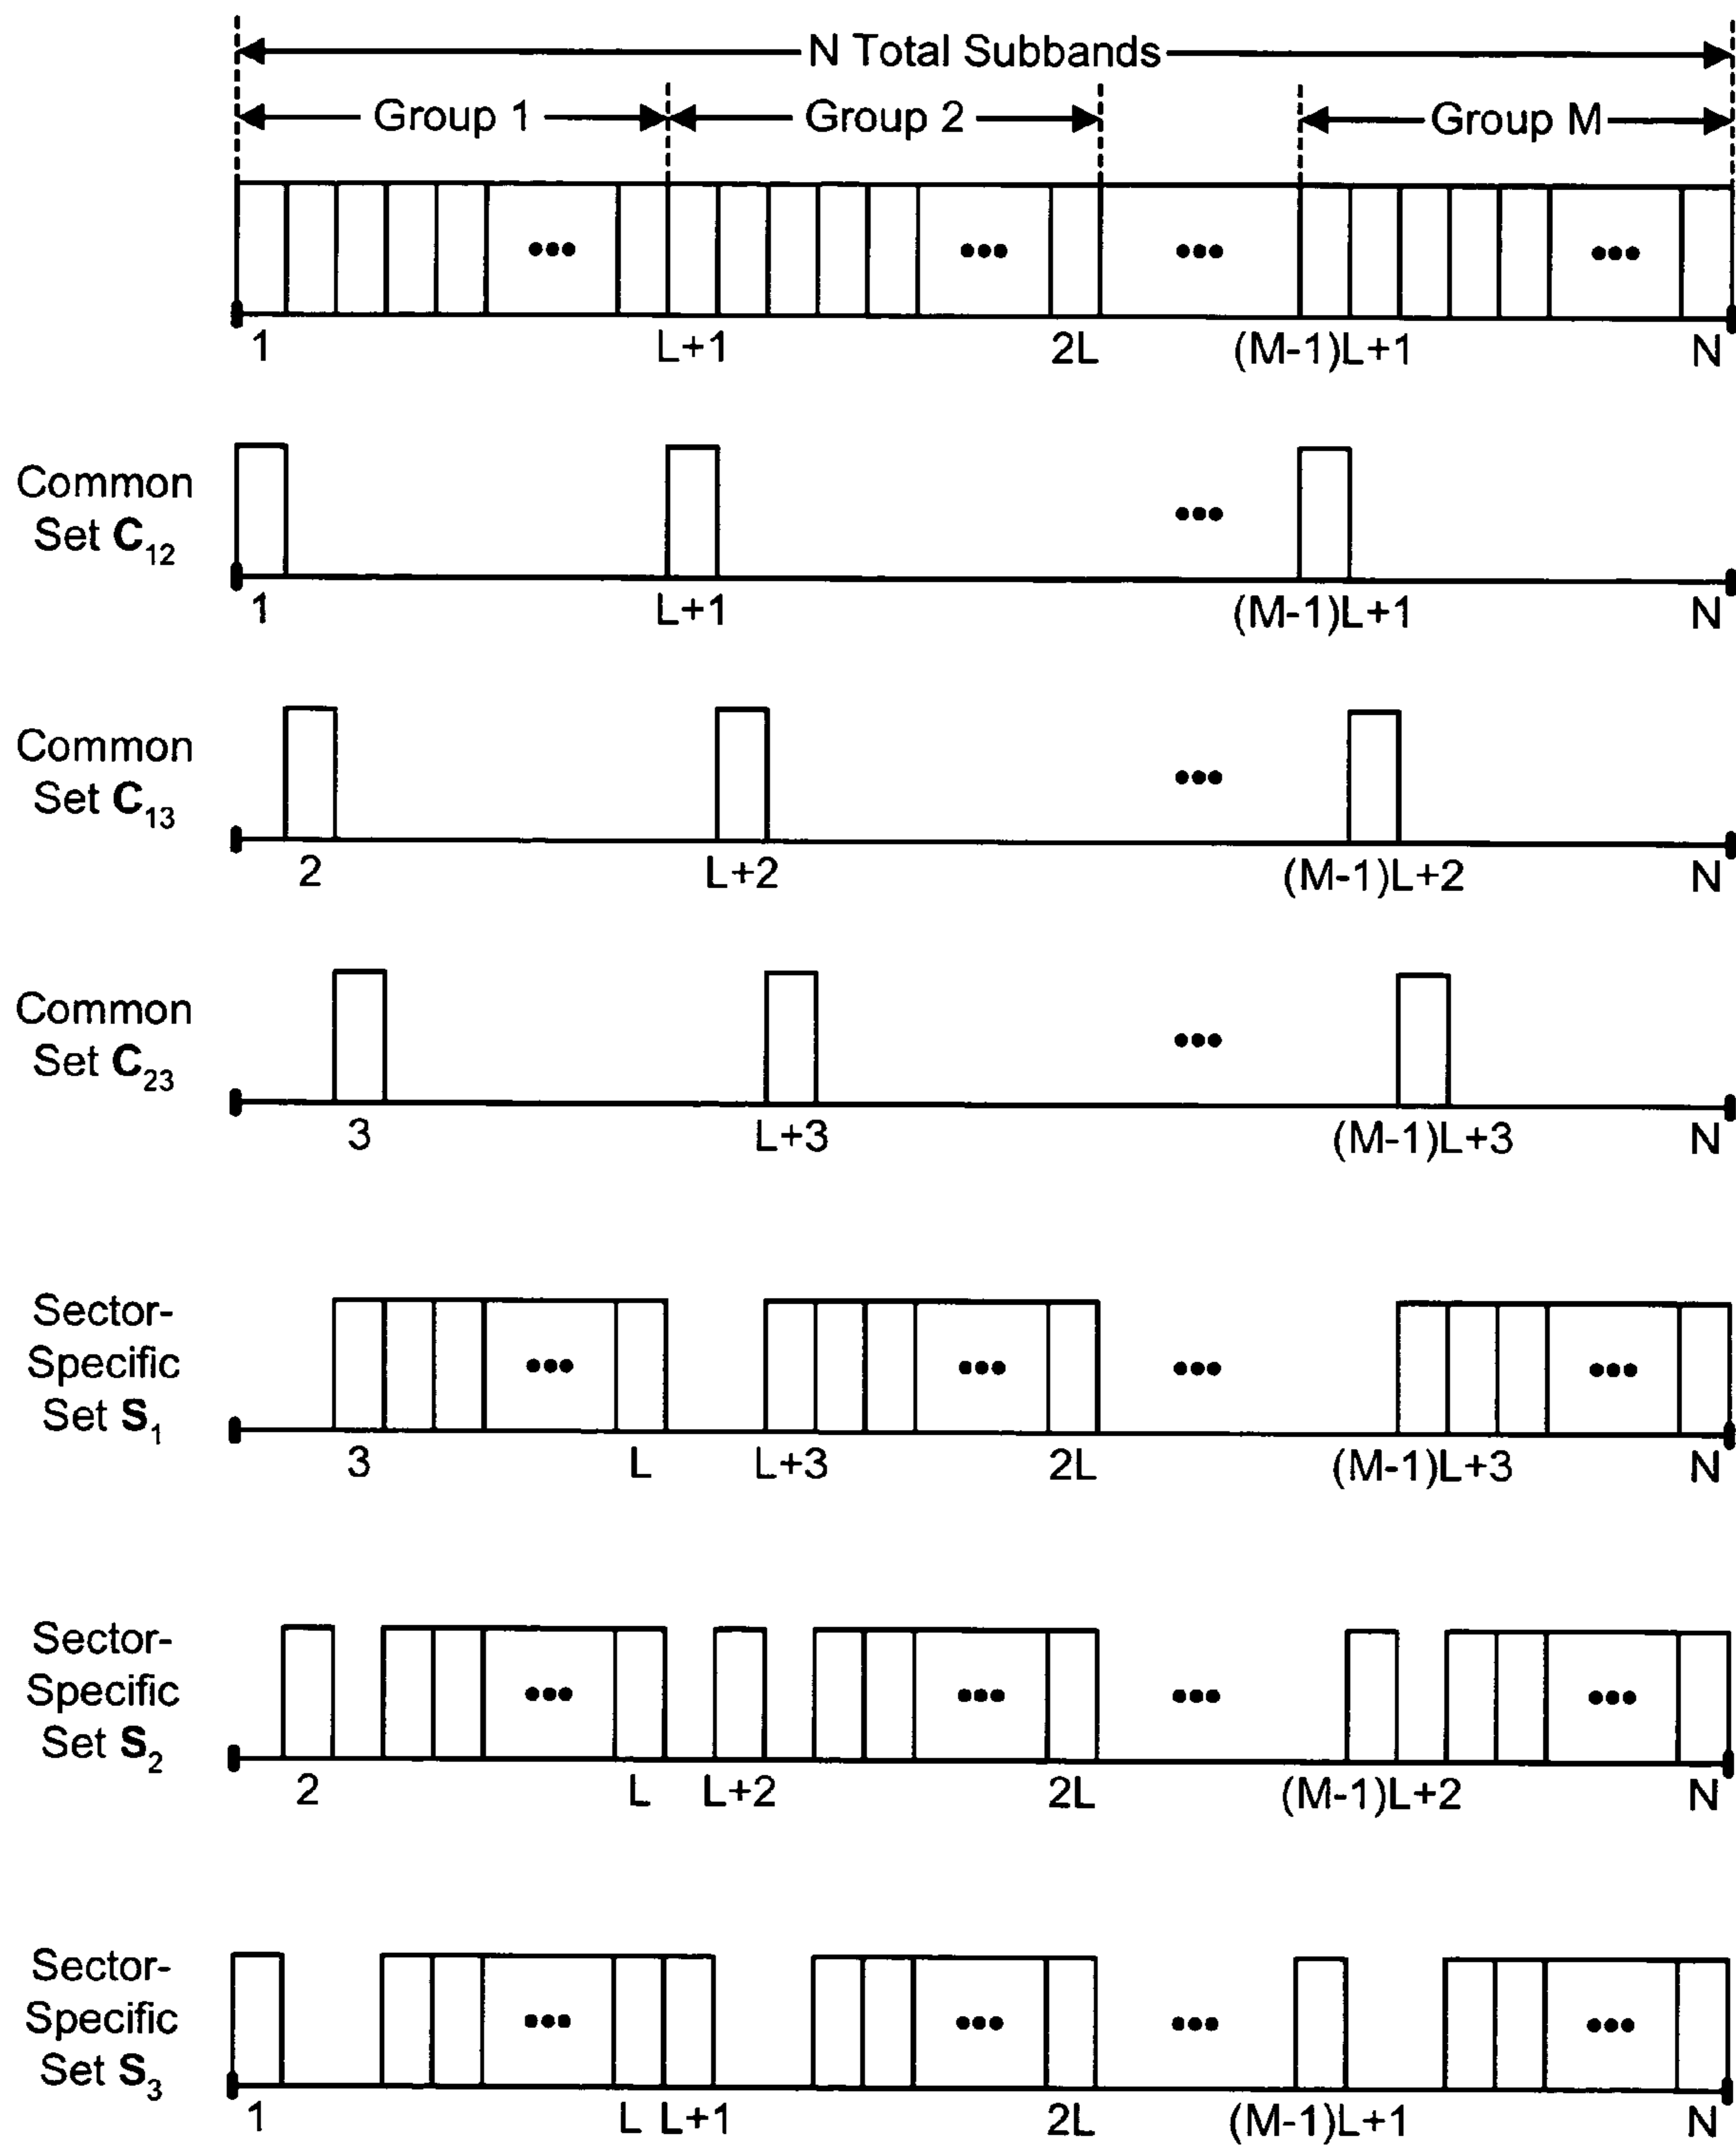 N Total Subbands
Group 1 Group 2 Group M
••• ••• ••• •••
1 L+1 2L (M-1)L+1 N
Common
Set C12
•••
1 L+1 (M-1)L+1 N
Common
Set C13
•••
2 L+2 (M-1)L+2 N
Common
Set C23
•••
3 L+3 (M-1)L+3 N
Sector-
Specific
Set S1
••• ••• ••• •••
3 L L+3 2L (M-1)L+3 N
Sector-
Specific
Set S2
••• ••• ••• •••
2 L L+2 2L (M-1)L+2 N
Sector-
Specific
Set S3
••• ••• ••• •••
1 L L+1 2L (M-1)L+1 N